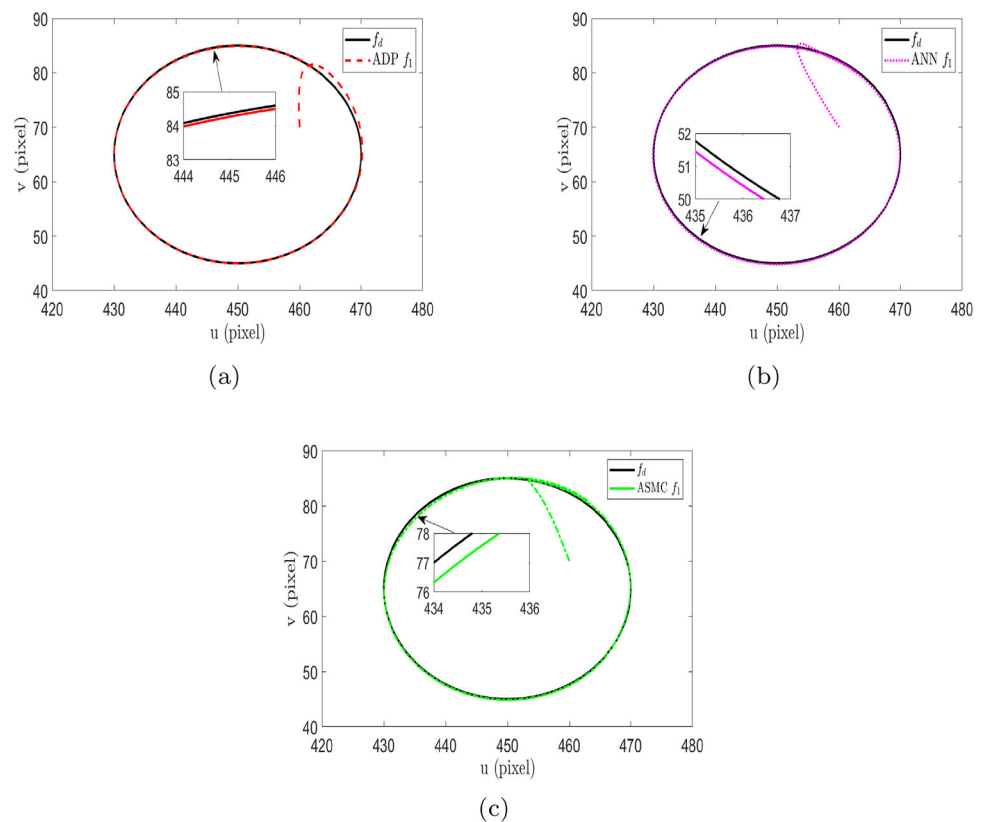 90
80
70
60
50
40
v (pixel)
420 430 440 450 460 470 480
u (pixel)
f_d
ADP f_1
85
84
83
444 445 446
(a)
90
80
70
60
50
40
v (pixel)
420 430 440 450 460 470 480
u (pixel)
f_d
ANN f_1
52
51
50
435 436 437
(b)
90
80
70
60
50
40
v (pixel)
420 430 440 450 460 470 480
u (pixel)
f_d
ASMC f_1
78
77
76
434 435 436
(c)